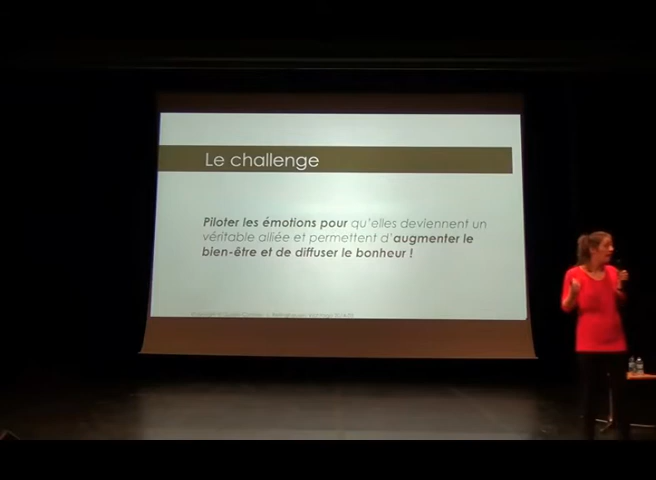 Le challenge
Piloter les émotions pour qu'elles deviennent un
véritable alliée et permettent d'augmenter le
bien-être et de diffuser le bonheur !